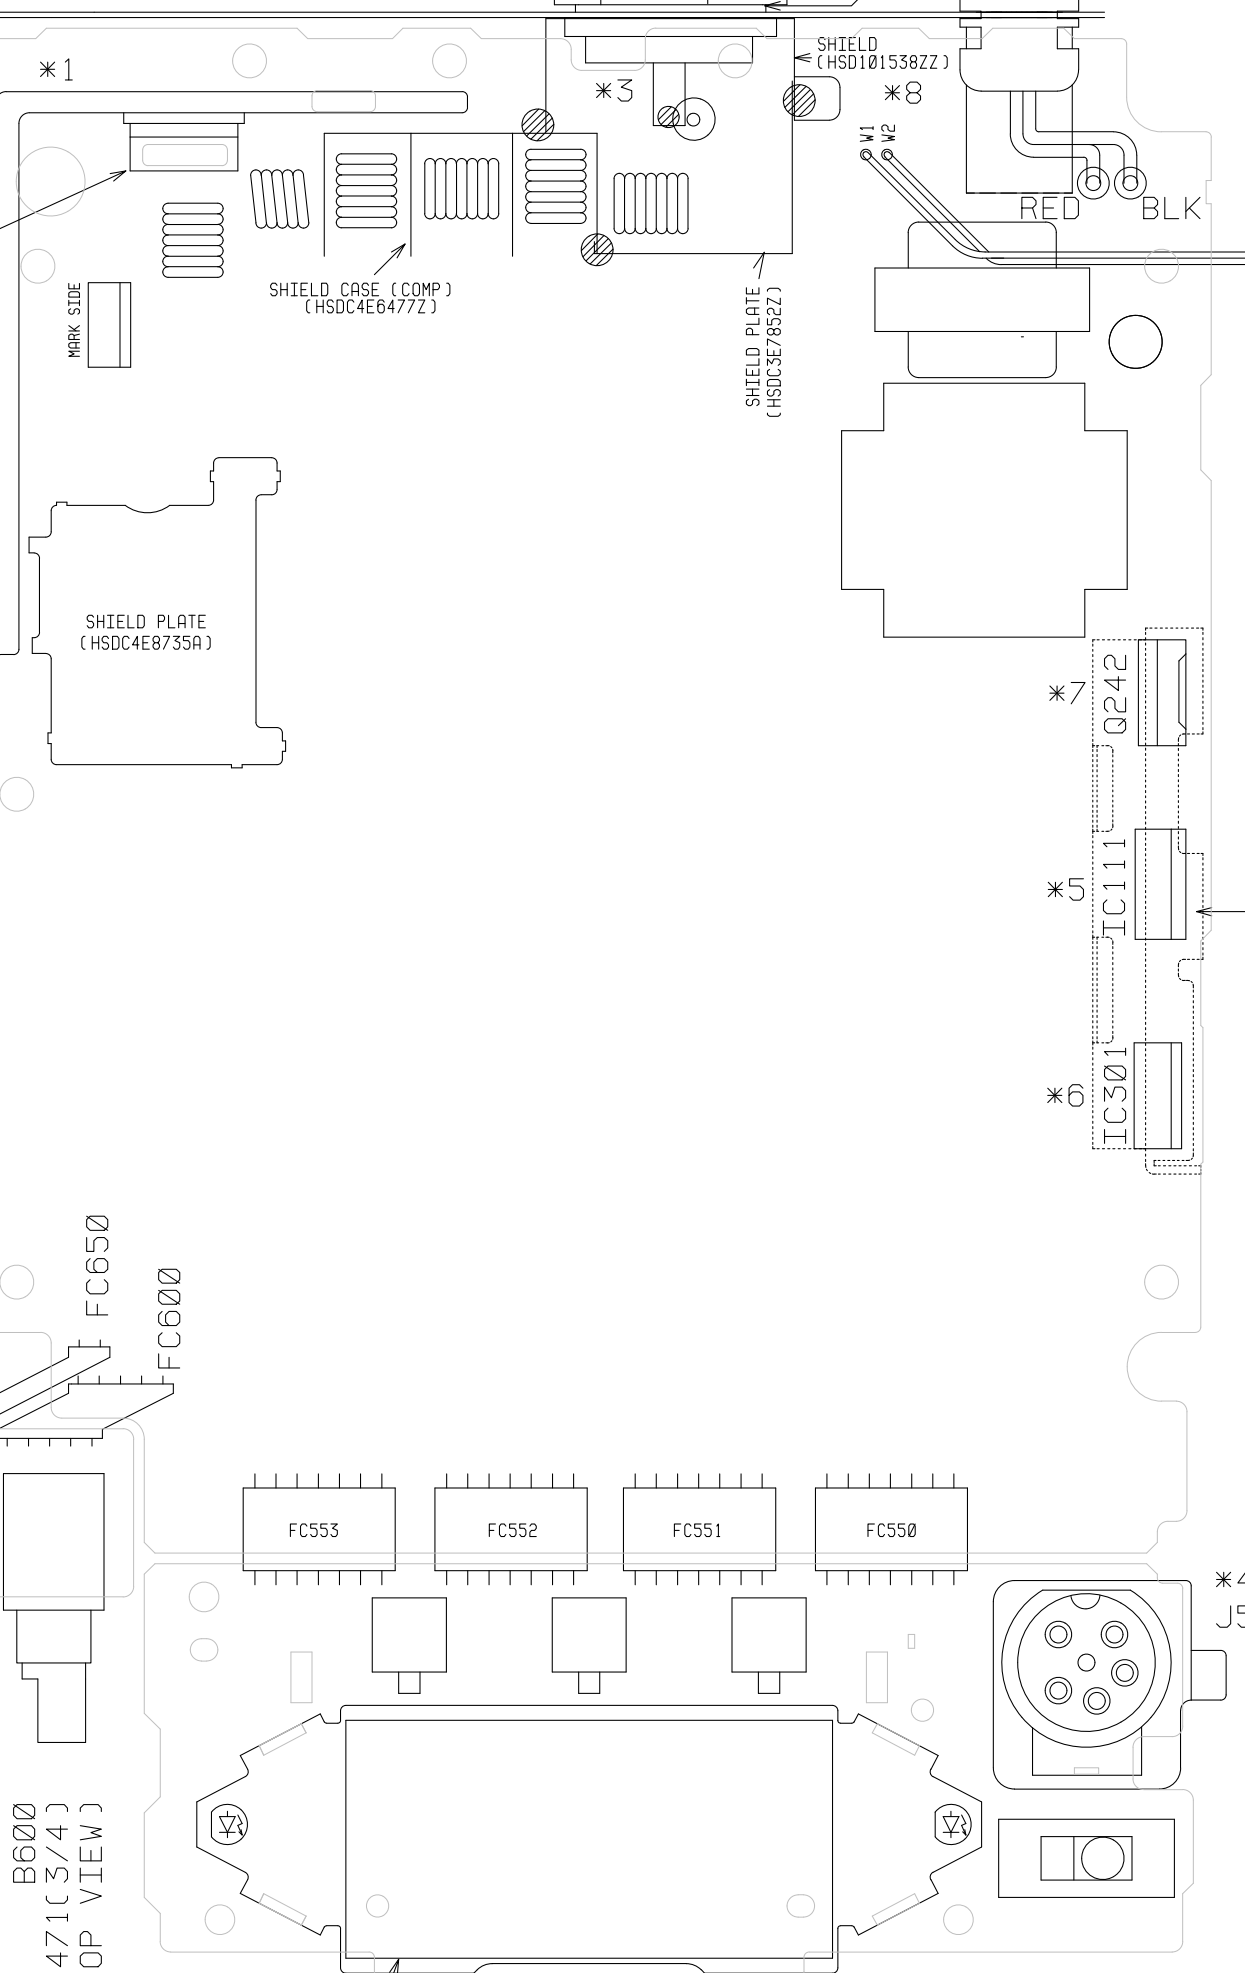 SHIELD
(HSD101538ZZ)
*1
*3
*8
W1
W2
RED
BLK
SHIELD CASE (COMP)
(HSDC4E6477Z)
MARK SIDE
SHIELD PLATE
(HSDC3E7852Z)
SHIELD PLATE
(HSDC4E8735A)
*7
Q242
*5
IC111
*6
IC301
FC650
FC600
FC553
FC552
FC551
FC550
*4
J5
B600
471(3/4)
OP VIEW)